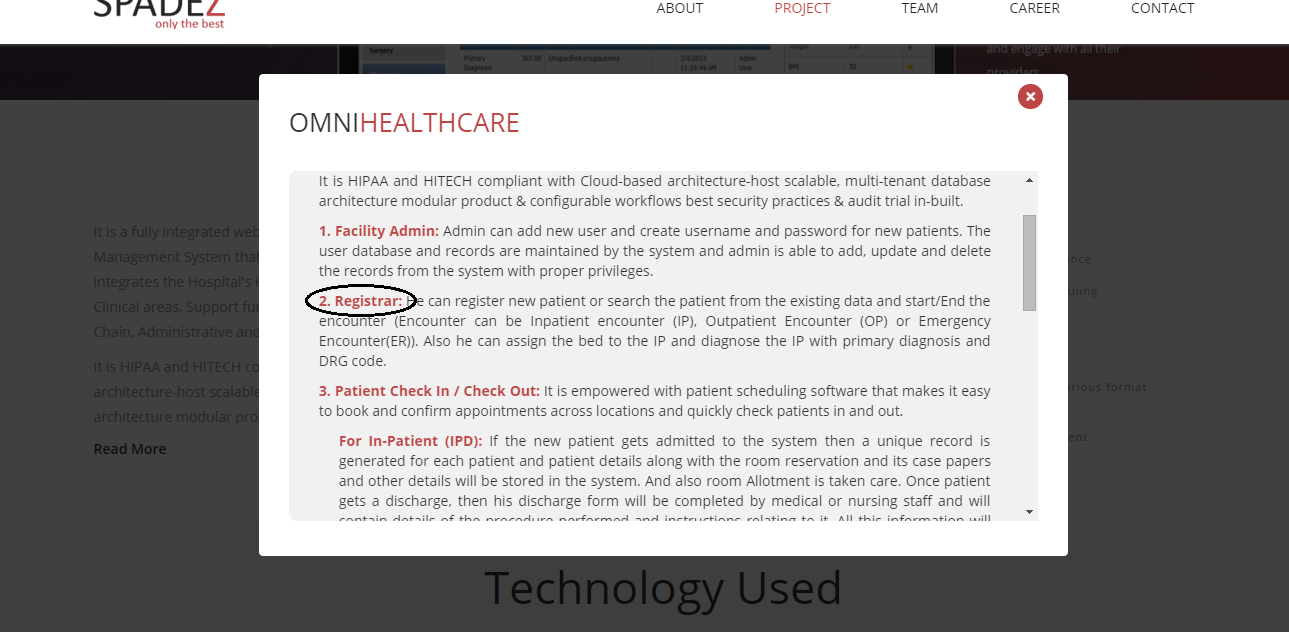 SPADEZ
only the best
ABOUT PROJECT TEAM CAREER CONTACT
Surgery
Primary Diagnosis
Unspecified
2/4/2015
11:28:49 AM
Admin User
BMI 32
and engage with all their
providers
OMNIHEALTHCARE
It is HIPAA and HITECH compliant with Cloud-based architecture-host scalable, multi-tenant database
architecture modular product & configurable workflows best security practices & audit trial in-built.
1. Facility Admin: Admin can add new user and create username and password for new patients. The
user database and records are maintained by the system and admin is able to add, update and delete
the records from the system with proper privileges.
2. Registrar: He can register new patient or search the patient from the existing data and start/End the
encounter (Encounter can be Inpatient encounter (IP), Outpatient Encounter (OP) or Emergency
Encounter(ER)). Also he can assign the bed to the IP and diagnose the IP with primary diagnosis and
DRG code.
3. Patient Check In / Check Out: It is empowered with patient scheduling software that makes it easy
to book and confirm appointments across locations and quickly check patients in and out.
For In-Patient (IPD): If the new patient gets admitted to the system then a unique record is
generated for each patient and patient details along with the room reservation and its case papers
and other details will be stored in the system. And also room Allotment is taken care. Once patient
gets a discharge, then his discharge form will be completed by medical or nursing staff and will
contain details of the procedure performed and instructions relating to it. All this information will
It is a fully integrated web
Management System that
integrates the Hospital's
Clinical areas, Support fu
Chain, Administrative and
It is HIPAA and HITECH co
architecture-host scalable
architecture modular pro
Read More
nce
uling
rious format
ent
Technology Used